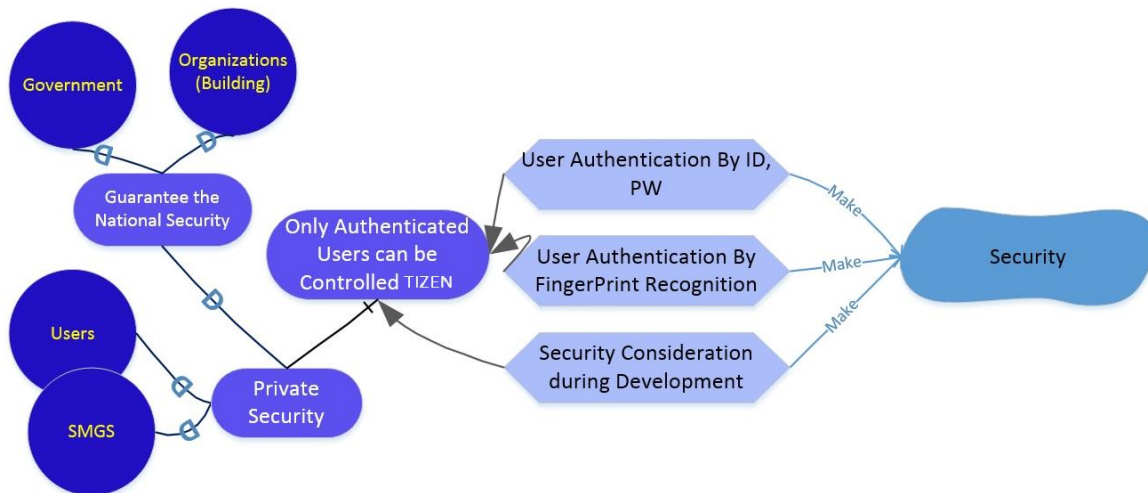 Government
Organizations
(Building)
Guarantee the
National Security
Only Authenticated
Users can be
Controlled TIZEN
Users
SMGS
Private
Security
User Authentication By ID,
PW
User Authentication By
FingerPrint Recognition
Security Consideration
during Development
Make
Make
Make
Security
D
D
D
D
D